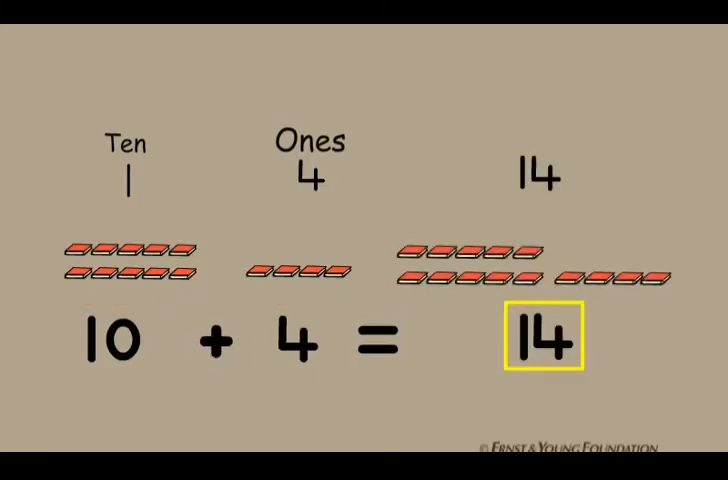 Ten Ones
1 4 14
10 + 4 = 14
© ERNST & YOUNG FOUNDATION